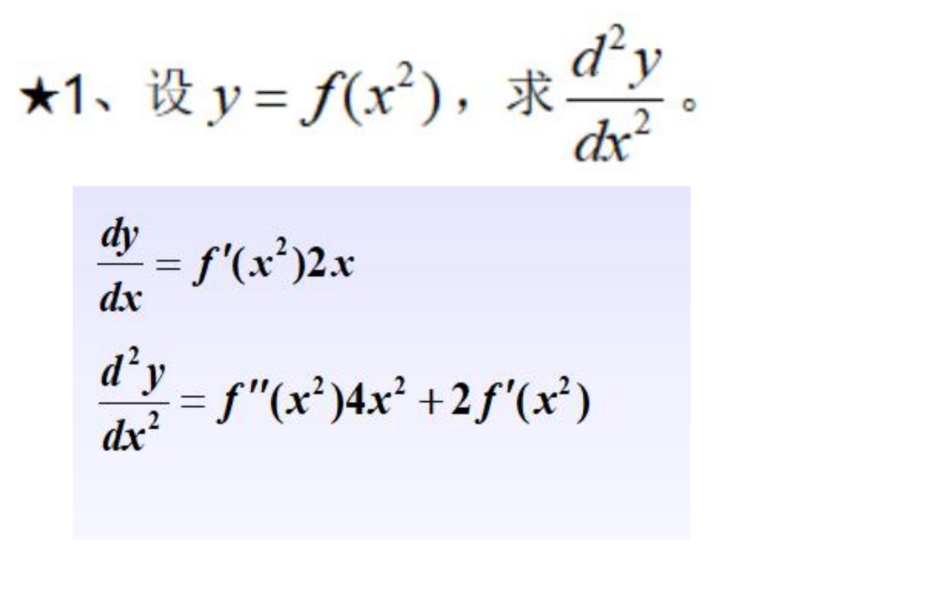 ★1、设 y = f(x²)，求 d²y/dx² 。
dy/dx = f′(x²)2x
d²y/dx² = f″(x²)4x² + 2f′(x²)